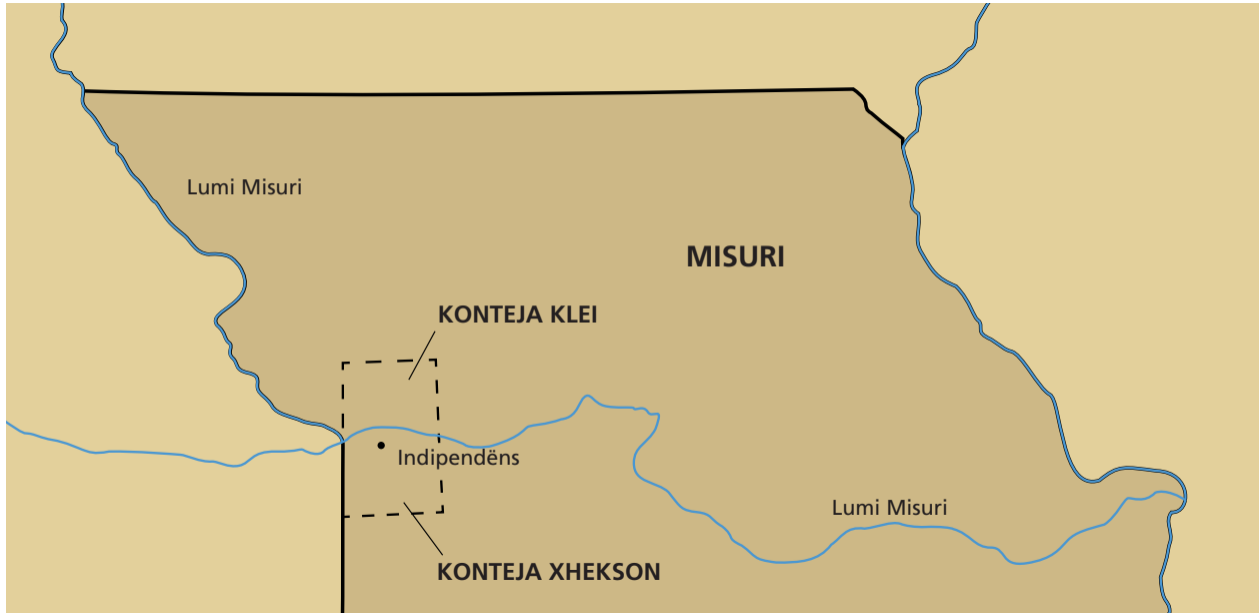 Lumi Misuri
MISURI
KONTEJA KLEI
Indipendëns
Lumi Misuri
KONTEJA XHEKSON